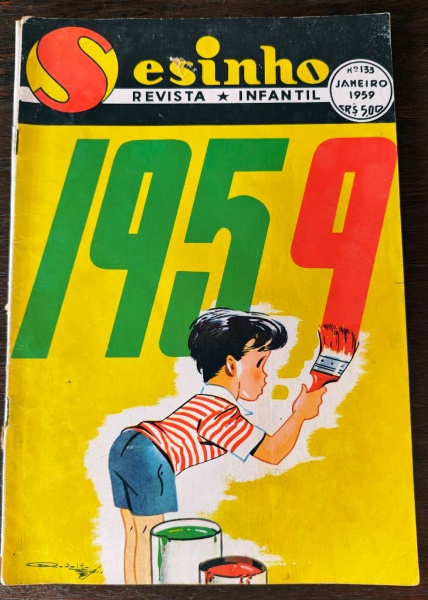 Sesinho
REVISTA ★ INFANTIL
Nº 133
JANEIRO
1959
CR$ 5,00
1959